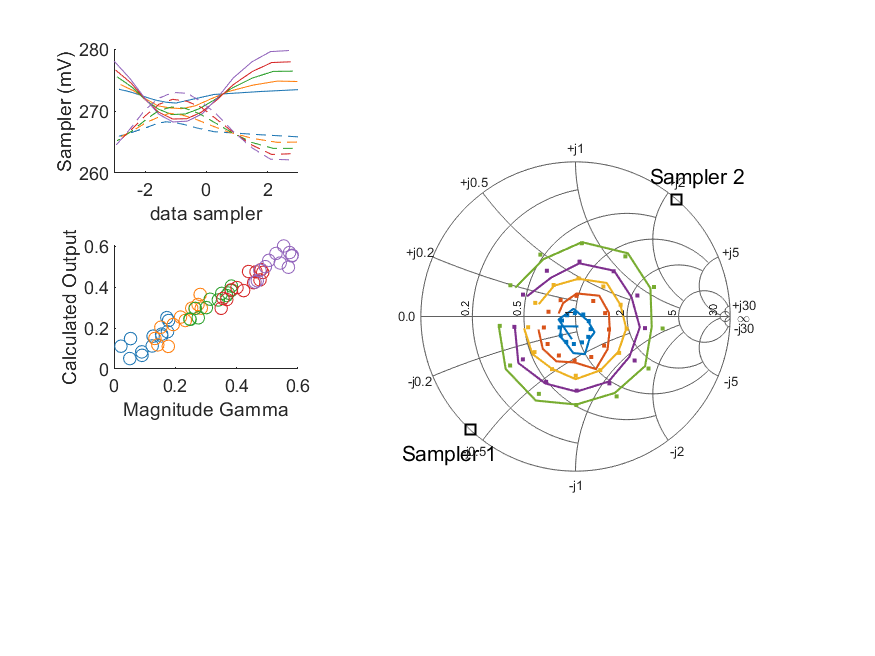 280
270
260
Sampler (mV)
-2 0 2
data sampler
0.6
0.4
0.2
0
Calculated Output
0 0.2 0.4 0.6
Magnitude Gamma
+j1
+j0.5
+j2
Sampler 2
+j0.2
+j5
0.0
0.2
0.5
1
2
5
30
+j30
∞
-j30
-j0.2
-j5
-j0.5
Sampler 1
-j2
-j1